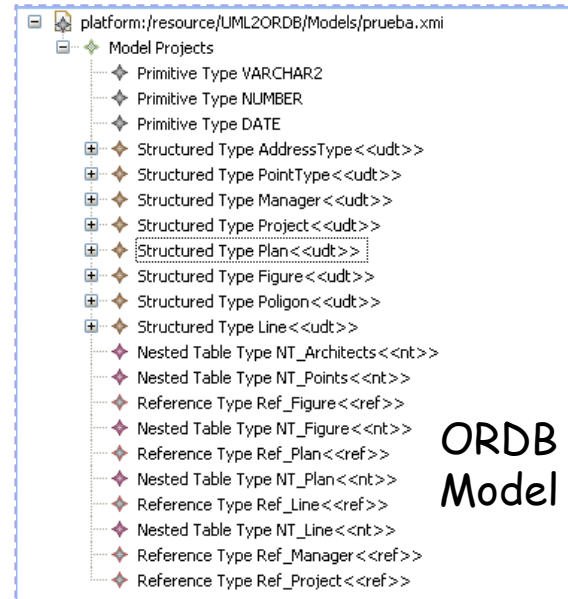 platform:/resource/UML2ORDB/Models/prueba.xmi
Model Projects
Primitive Type VARCHAR2
Primitive Type NUMBER
Primitive Type DATE
Structured Type AddressType<<udt>>
Structured Type PointType<<udt>>
Structured Type Manager<<udt>>
Structured Type Project<<udt>>
Structured Type Plan<<udt>>
Structured Type Figure<<udt>>
Structured Type Poligon<<udt>>
Structured Type Line<<udt>>
Nested Table Type NT_Architects<<nt>>
Nested Table Type NT_Points<<nt>>
Reference Type Ref_Figure<<ref>>
Nested Table Type NT_Figure<<nt>>
Reference Type Ref_Plan<<ref>>
Nested Table Type NT_Plan<<nt>>
Reference Type Ref_Line<<ref>>
Nested Table Type NT_Line<<nt>>
Reference Type Ref_Manager<<ref>>
Reference Type Ref_Project<<ref>>
ORDB
Model